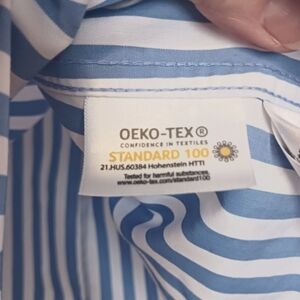 OEKO-TEX®
CONFIDENCE IN TEXTILES
STANDARD 100
21.HUS.60384 Hohenstein HTTI
Tested for harmful substances.
www.oeko-tex.com/standard100